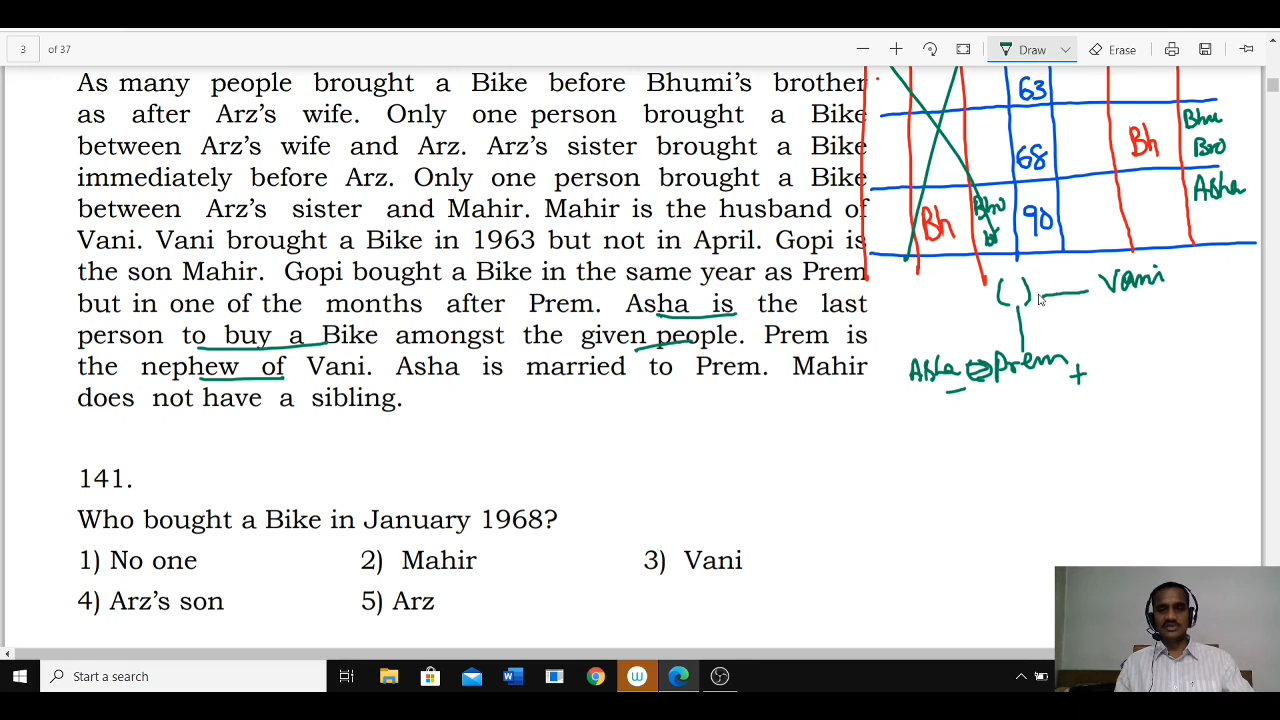 3 of 37
Draw
Erase
As many people brought a Bike before Bhumi's brother
as after Arz's wife. Only one person brought a Bike
between Arz's wife and Arz. Arz's sister brought a Bike
immediately before Arz. Only one person brought a Bike
between Arz's sister and Mahir. Mahir is the husband of
Vani. Vani brought a Bike in 1963 but not in April. Gopi is
the son Mahir. Gopi bought a Bike in the same year as Prem
but in one of the months after Prem. Asha is the last
person to buy a Bike amongst the given people. Prem is
the nephew of Vani. Asha is married to Prem. Mahir
does not have a sibling.
63
68 Bh Bhu
Bro
Asha
Bh 90
( ) Vani
Asha Prem
+
141.
Who bought a Bike in January 1968?
1) No one 2) Mahir 3) Vani
4) Arz's son 5) Arz
Start a search